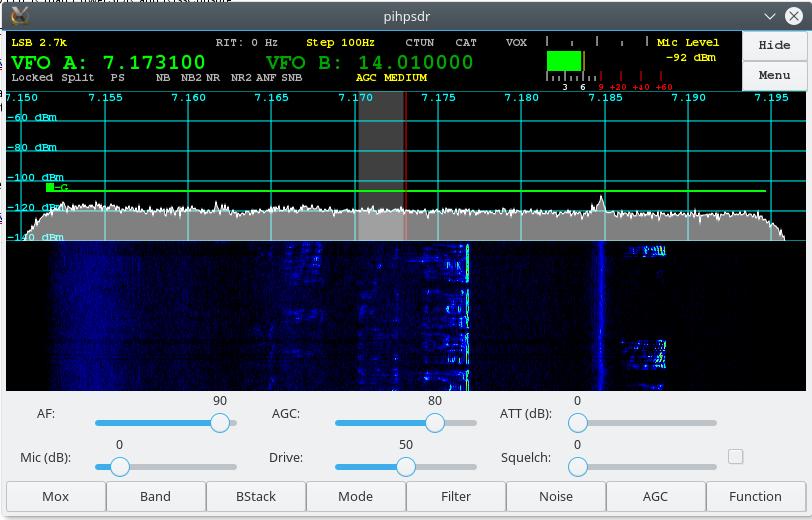 pihpsdr
LSB 2.7k RIT: 0 Hz Step 100Hz CTUN CAT VOX Mic Level
VFO A: 7.173100 VFO B: 14.010000 -92 dBm
Locked Split PS NB NB2 NR NR2 ANF SNB AGC MEDIUM
3 6 9 +20 +40 +60
Hide
Menu
7.150 7.155 7.160 7.165 7.170 7.175 7.180 7.185 7.190 7.195
-60 dBm
-80 dBm
-100 dBm
-G
-120 dBm
-140 dBm
AF: 90 AGC: 80 ATT (dB): 0
Mic (dB): 0 Drive: 50 Squelch: 0
Mox Band BStack Mode Filter Noise AGC Function